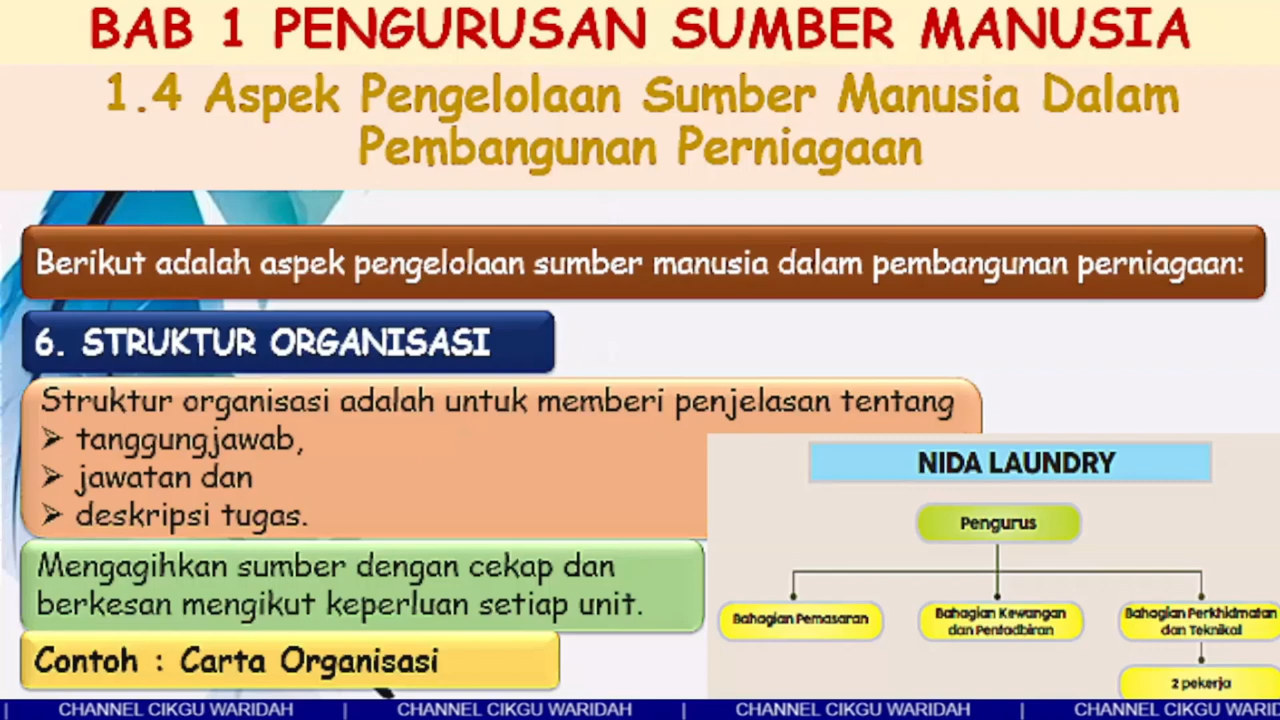 BAB 1 PENGURUSAN SUMBER MANUSIA
1.4 Aspek Pengelolaan Sumber Manusia Dalam
Pembangunan Perniagaan
Berikut adalah aspek pengelolaan sumber manusia dalam pembangunan perniagaan:
6. STRUKTUR ORGANISASI
Struktur organisasi adalah untuk memberi penjelasan tentang
➢ tanggungjawab,
➢ jawatan dan
➢ deskripsi tugas.
Mengagihkan sumber dengan cekap dan
berkesan mengikut keperluan setiap unit.
Contoh : Carta Organisasi
NIDA LAUNDRY
Pengurus
Bahagian Pemasaran
Bahagian Kewangan
dan Pentadbiran
Bahagian Perkhidmatan
dan Teknikal
2 pekerja
| CHANNEL CIKGU WARIDAH | CHANNEL CIKGU WARIDAH | CHANNEL CIKGU WARIDAH | CHANNEL CIKGU WARID